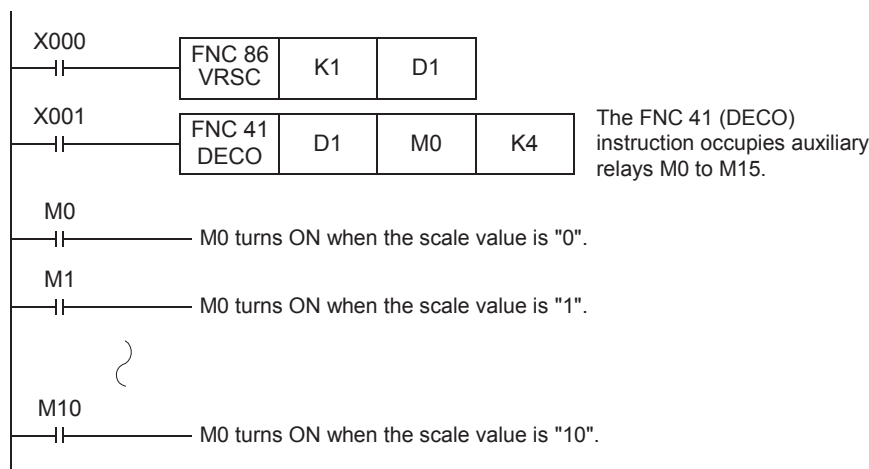 X000
FNC 86
VRSC
K1
D1
X001
FNC 41
DECO
D1
M0
K4
The FNC 41 (DECO)
instruction occupies auxiliary
relays M0 to M15.
M0
M0 turns ON when the scale value is "0".
M1
M0 turns ON when the scale value is "1".
M10
M0 turns ON when the scale value is "10".